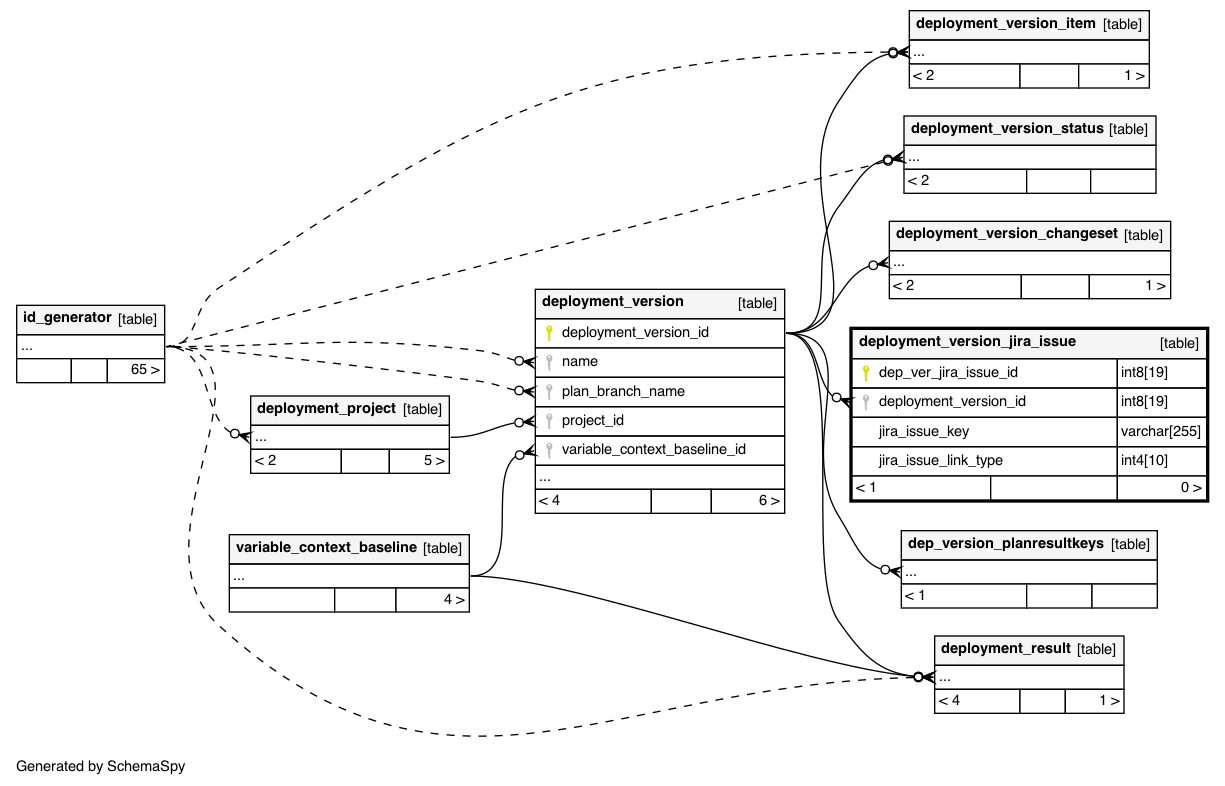 deployment_version_item [table]
...
< 2 1 >
deployment_version_status [table]
...
< 2
deployment_version_changeset [table]
...
< 2 1 >
id_generator [table]
...
65 >
deployment_version [table]
deployment_version_id
name
plan_branch_name
project_id
variable_context_baseline_id
...
< 4 6 >
deployment_version_jira_issue [table]
dep_ver_jira_issue_id int8[19]
deployment_version_id int8[19]
jira_issue_key varchar[255]
jira_issue_link_type int4[10]
< 1 0 >
deployment_project [table]
...
< 2 5 >
variable_context_baseline [table]
...
4 >
dep_version_planresultkeys [table]
...
< 1
deployment_result [table]
...
< 4 1 >
Generated by SchemaSpy